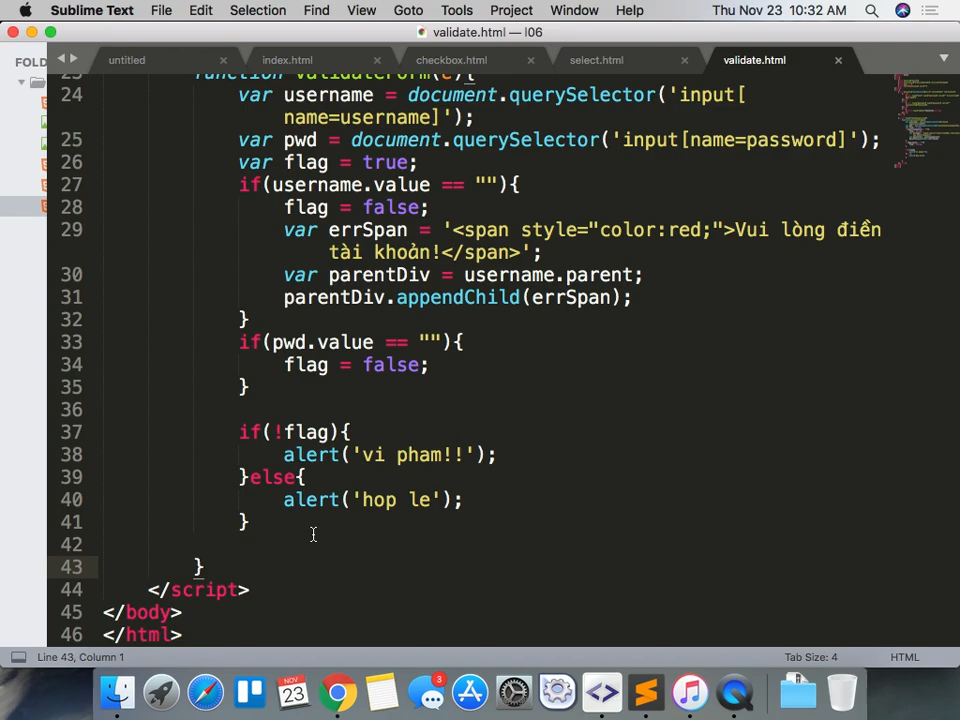 Sublime Text File Edit Selection Find View Goto Tools Project Window Help Thu Nov 23 10:32 AM
validate.html — l06
FOLD
untitled index.html checkbox.html select.html validate.html
23 function validateForm(e){
24 var username = document.querySelector('input[
name=username]');
25 var pwd = document.querySelector('input[name=password]');
26 var flag = true;
27 if(username.value == ""){
28 flag = false;
29 var errSpan = '<span style="color:red;">Vui lòng điền
tài khoản!</span>';
30 var parentDiv = username.parent;
31 parentDiv.appendChild(errSpan);
32 }
33 if(pwd.value == ""){
34 flag = false;
35 }
36
37 if(!flag){
38 alert('vi pham!!');
39 }else{
40 alert('hop le');
41 }
42
43 }
44 </script>
45 </body>
46 </html>
Line 43, Column 1 Tab Size: 4 HTML
NOV
23
3